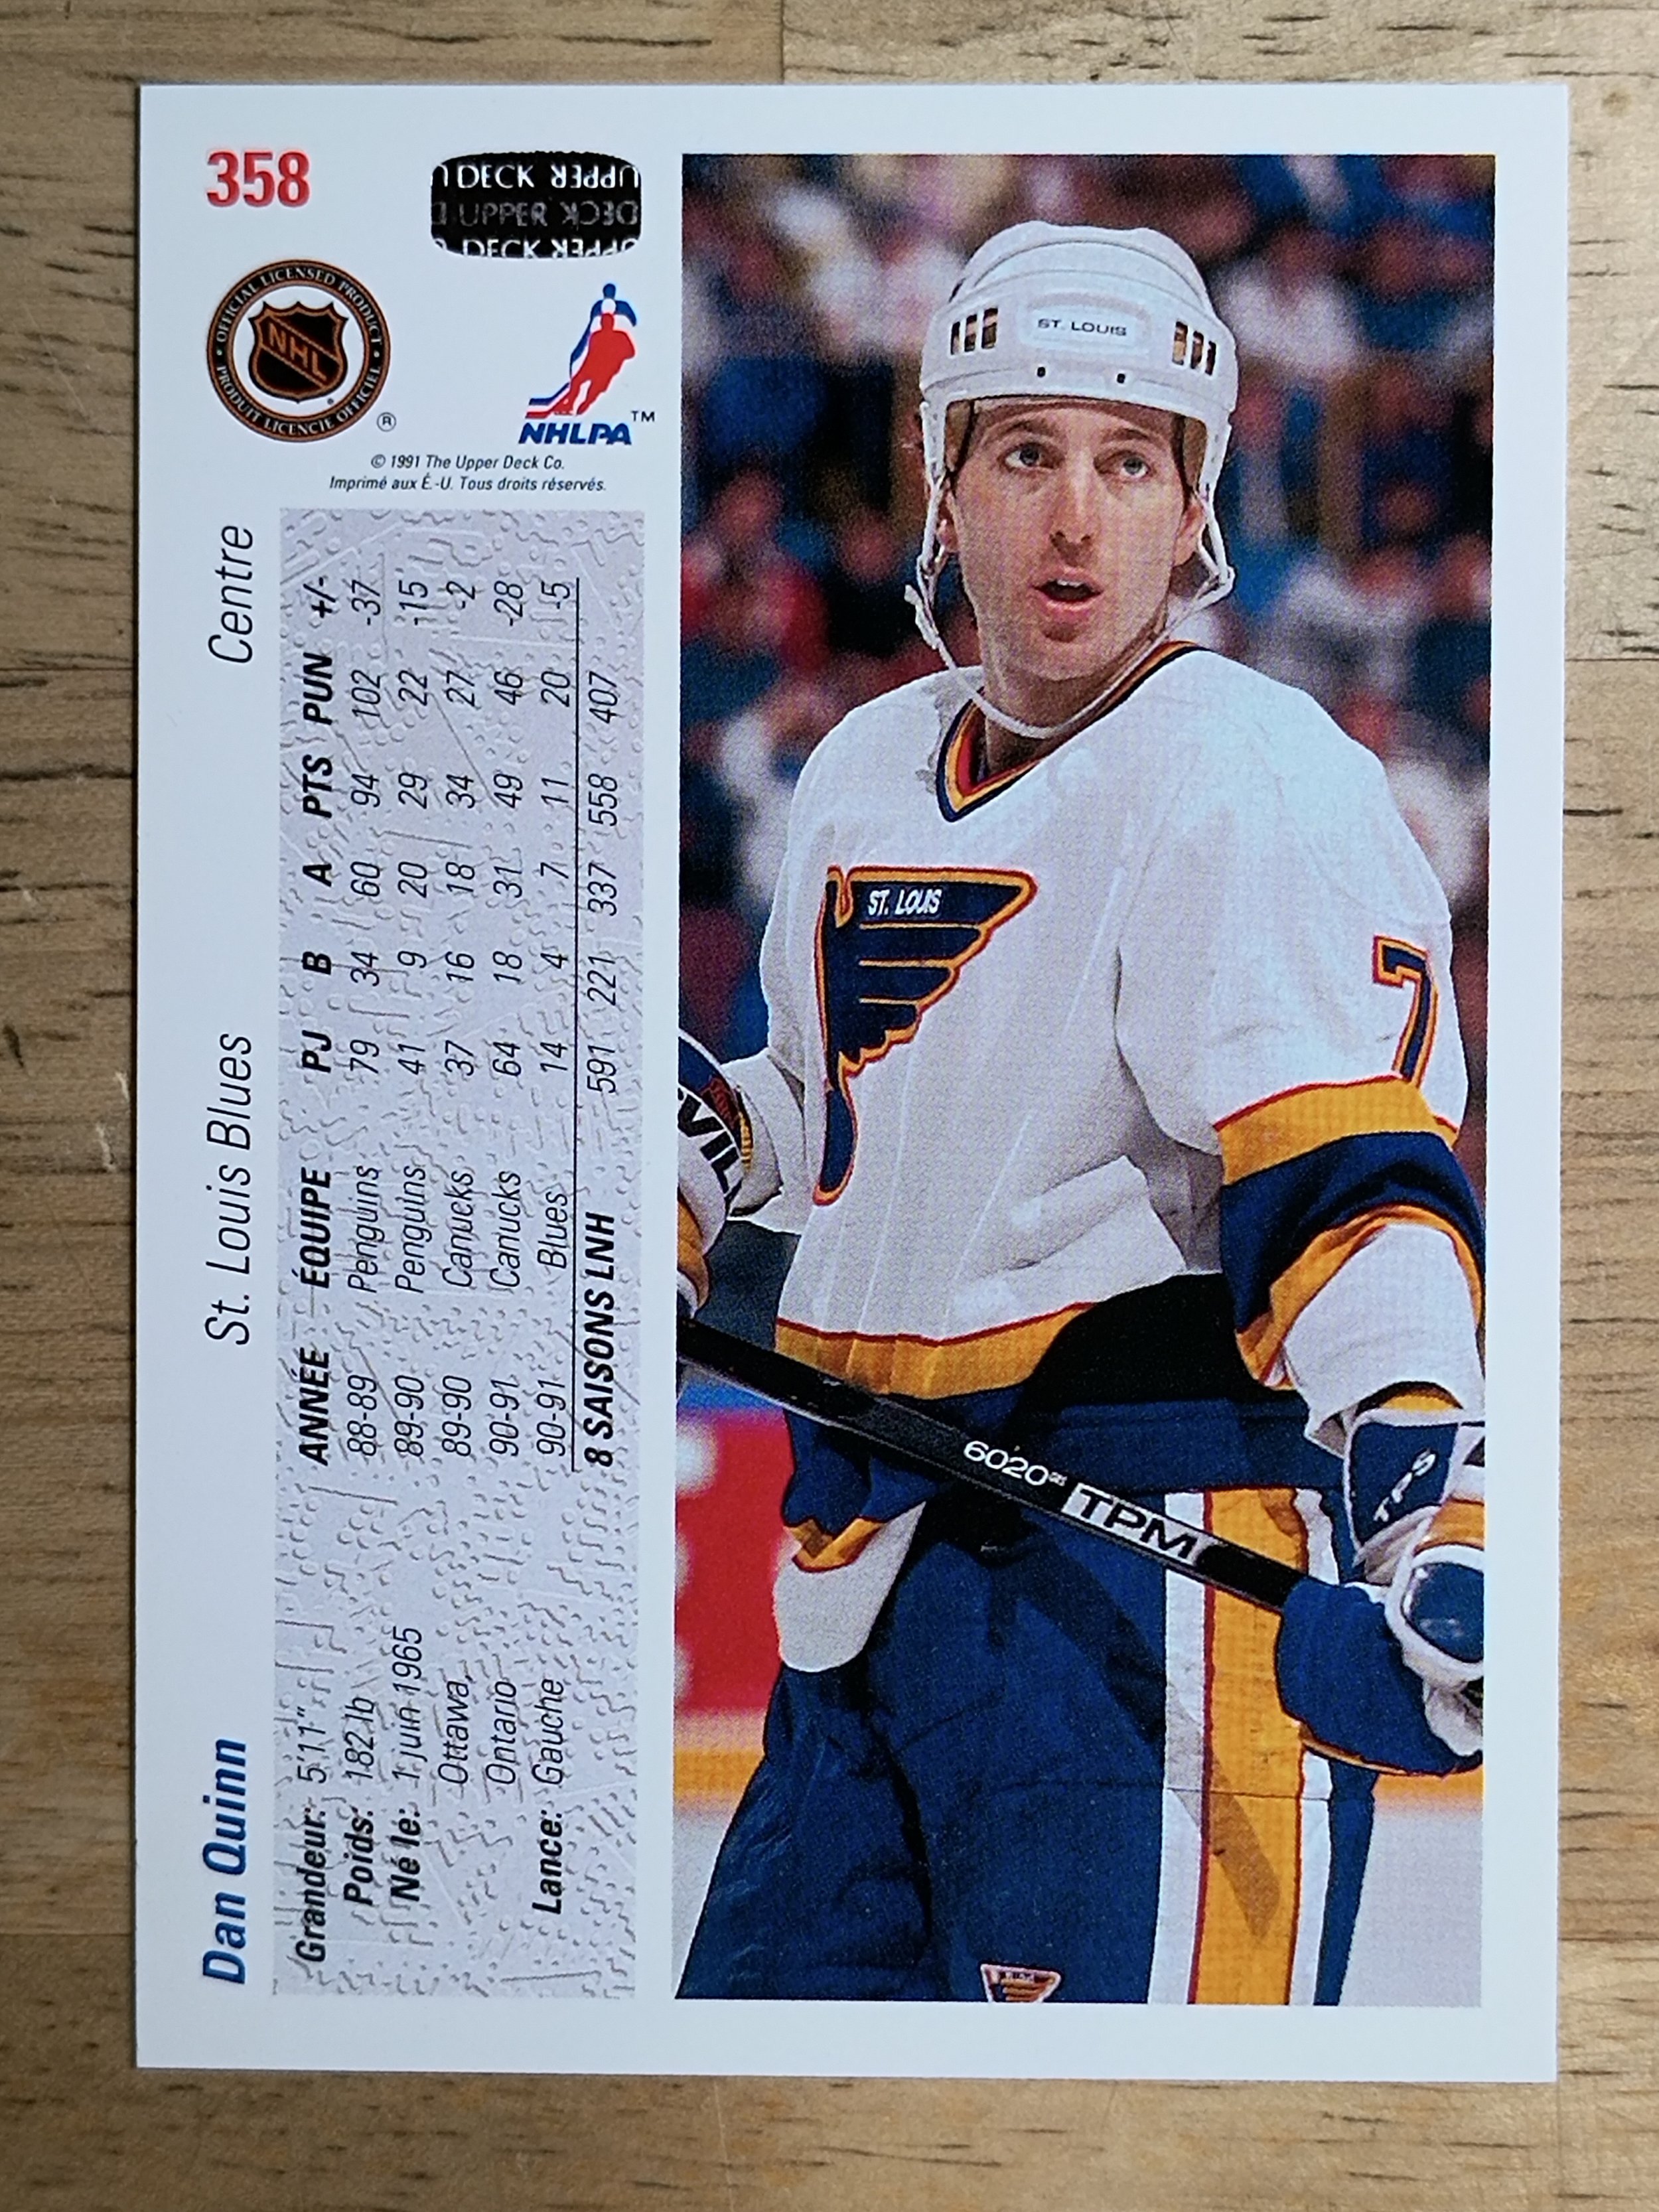 358
UPPER DECK
UPPER DECK
UPPER DECK
OFFICIAL LICENSED PRODUCT
NHL
PRODUIT LICENCIE OFFICIEL
®
NHLPA™
© 1991 The Upper Deck Co.
Imprimé aux É.-U. Tous droits réservés.
Dan Quinn St. Louis Blues Centre
Grandeur: 5'11"
Poids: 182 lb
Né le: 1 juin 1965
Ottawa,
Ontario
Lance: Gauche
ANNÉE ÉQUIPE PJ B A PTS PUN +/-
88-89 Penguins 79 34 60 94 102 -37
89-90 Penguins 41 9 20 29 22 -15
89-90 Canucks 37 16 18 34 27 -2
90-91 Canucks 64 18 31 49 46 -28
90-91 Blues 14 4 7 11 20 -5
8 SAISONS LNH 591 221 337 558 407
ST. LOUIS
ST. LOUIS
7
6020
TPM
TPS